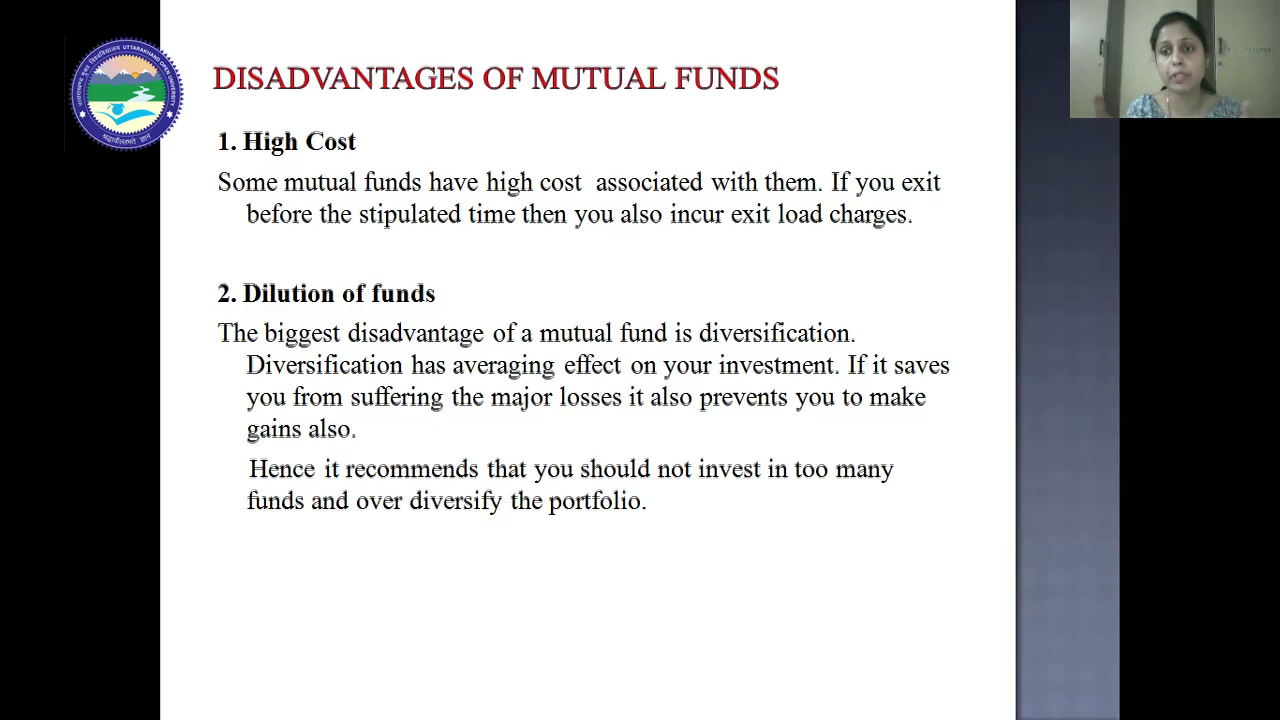 UTTARAKHAND OPEN UNIVERSITY
DISADVANTAGES OF MUTUAL FUNDS
1. High Cost
Some mutual funds have high cost associated with them. If you exit
before the stipulated time then you also incur exit load charges.
2. Dilution of funds
The biggest disadvantage of a mutual fund is diversification.
Diversification has averaging effect on your investment. If it saves
you from suffering the major losses it also prevents you to make
gains also.
Hence it recommends that you should not invest in too many
funds and over diversify the portfolio.